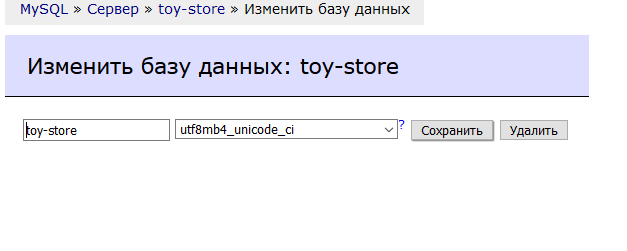 MySQL » Сервер » toy-store » Изменить базу данных
Изменить базу данных: toy-store
toy-store utf8mb4_unicode_ci ? Сохранить Удалить